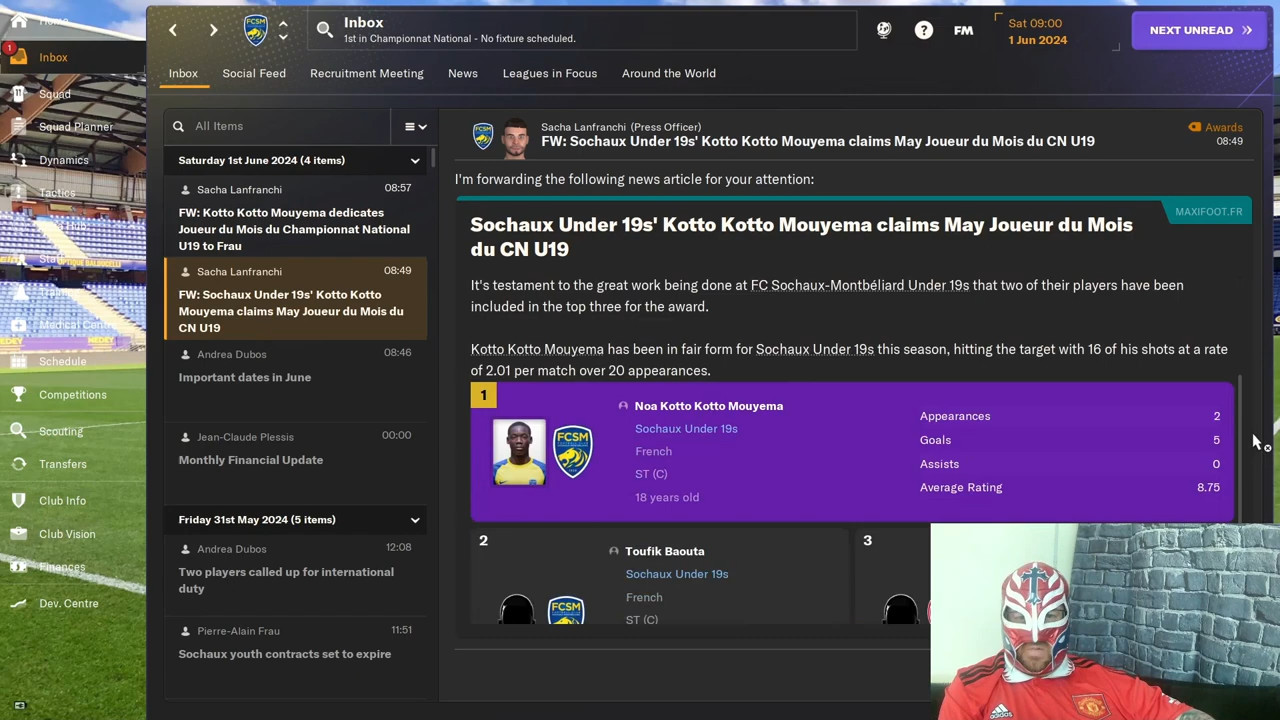 Home
1
Inbox
Squad
Squad Planner
Dynamics
Tactics
Medical Centre
Schedule
Competitions
Scouting
Transfers
Club Info
Club Vision
Finances
Dev. Centre
FCSM
Inbox
1st in Championnat National - No fixture scheduled.
?
FM
Sat 09:00
1 Jun 2024
NEXT UNREAD
Inbox
Social Feed
Recruitment Meeting
News
Leagues in Focus
Around the World
All Items
Saturday 1st June 2024 (4 items)
Sacha Lanfranchi 08:57
FW: Kotto Kotto Mouyema dedicates
Joueur du Mois du Championnat National
U19 to Frau
Sacha Lanfranchi 08:49
FW: Sochaux Under 19s' Kotto Kotto
Mouyema claims May Joueur du Mois du
CN U19
Andrea Dubos 08:46
Important dates in June
Jean-Claude Plessis 00:00
Monthly Financial Update
Friday 31st May 2024 (5 items)
Andrea Dubos 12:08
Two players called up for international
duty
Pierre-Alain Frau 11:51
Sochaux youth contracts set to expire
Sacha Lanfranchi (Press Officer)
FW: Sochaux Under 19s' Kotto Kotto Mouyema claims May Joueur du Mois du CN U19
Awards
08:49
I'm forwarding the following news article for your attention:
MAXIFOOT.FR
Sochaux Under 19s' Kotto Kotto Mouyema claims May Joueur du Mois
du CN U19
It's testament to the great work being done at FC Sochaux-Montbéliard Under 19s that two of their players have been
included in the top three for the award.
Kotto Kotto Mouyema has been in fair form for Sochaux Under 19s this season, hitting the target with 16 of his shots at a rate
of 2.01 per match over 20 appearances.
1
FCSM
Noa Kotto Kotto Mouyema
Sochaux Under 19s
French
ST (C)
18 years old
Appearances 2
Goals 5
Assists 0
Average Rating 8.75
2
FCSM
Toufik Baouta
Sochaux Under 19s
French
ST (C)
3
adidas